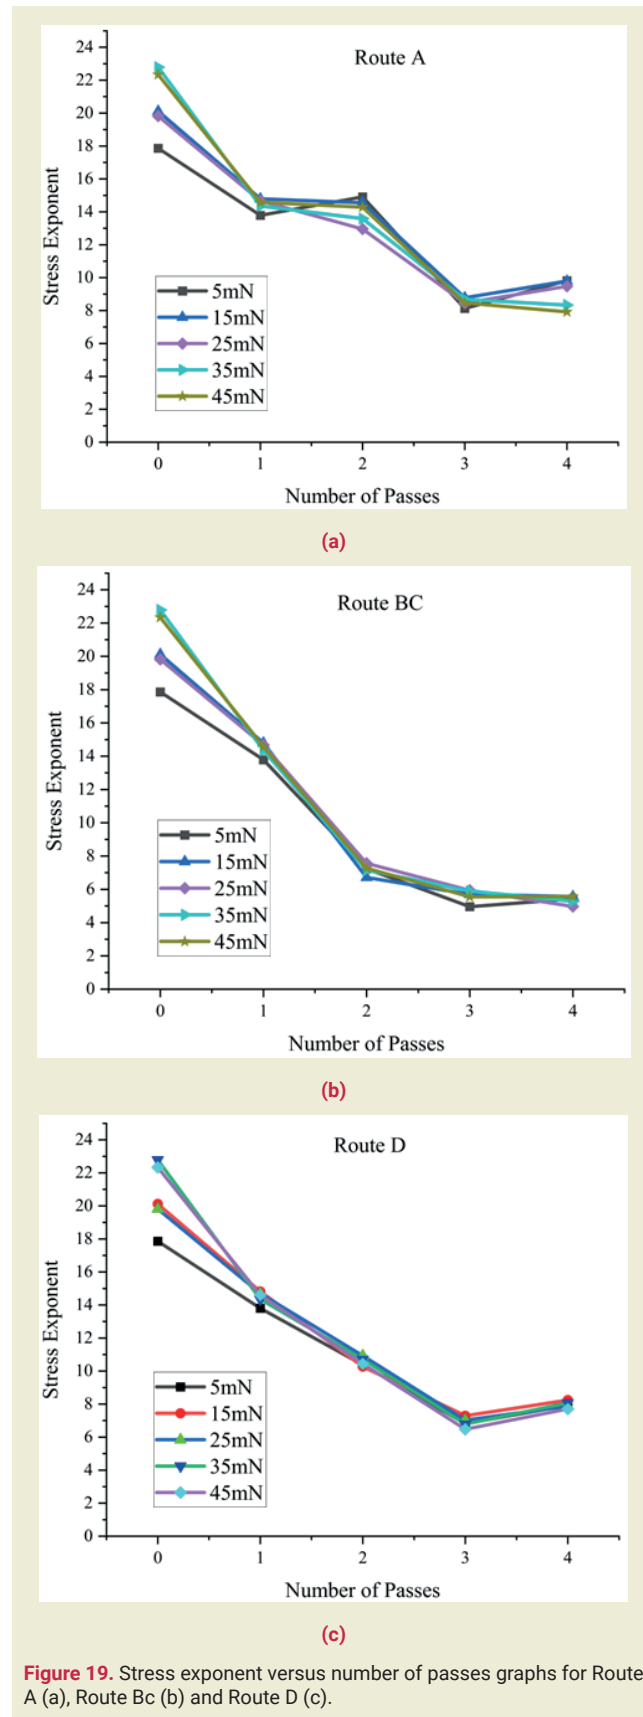 Route A
24
22
20
18
16
14
12
10
8
6
4
2
0
Stress Exponent
5mN
15mN
25mN
35mN
45mN
0 1 2 3 4
Number of Passes
(a)
Route BC
24
22
20
18
16
14
12
10
8
6
4
2
0
Stress Exponent
5mN
15mN
25mN
35mN
45mN
0 1 2 3 4
Number of Passes
(b)
Route D
24
22
20
18
16
14
12
10
8
6
4
2
0
Stress Exponent
5mN
15mN
25mN
35mN
45mN
0 1 2 3 4
Number of Passes
(c)
Figure 19. Stress exponent versus number of passes graphs for Route
A (a), Route Bc (b) and Route D (c).